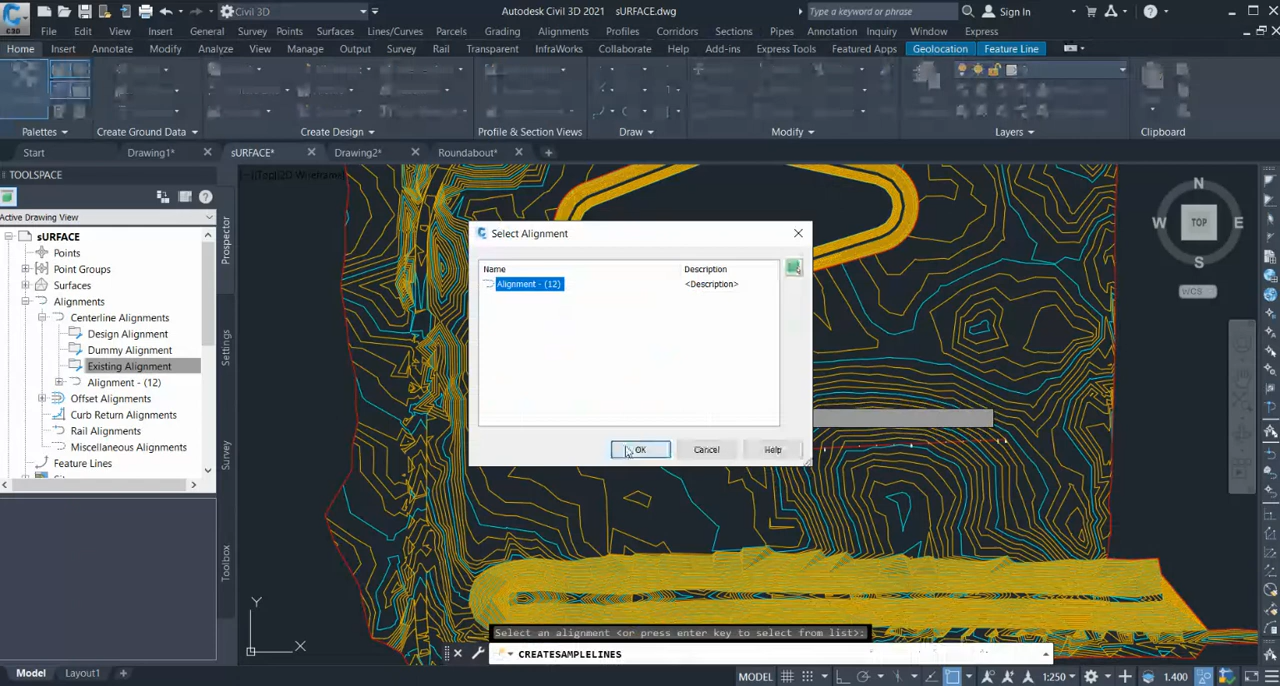 C3D Civil 3D Autodesk Civil 3D 2021 sURFACE.dwg Type a keyword or phrase Sign In
File Edit View Insert General Survey Points Surfaces Lines/Curves Parcels Grading Alignments Profiles Corridors Sections Pipes Annotation Inquiry Window Express
Home Insert Annotate Modify Analyze View Manage Output Survey Rail Transparent InfraWorks Collaborate Help Add-ins Express Tools Featured Apps Geolocation Feature Line
Palettes Create Ground Data Create Design Profile & Section Views Draw Modify Layers Clipboard
Start Drawing1* sURFACE* Drawing2* Roundabout*
TOOLSPACE
[-][Top][2D Wireframe]
Active Drawing View
sURFACE
Points
Point Groups
Surfaces
Alignments
Centerline Alignments
Design Alignment
Dummy Alignment
Existing Alignment
Alignment - (12)
Offset Alignments
Curb Return Alignments
Rail Alignments
Miscellaneous Alignments
Feature Lines
Prospector
Settings
Survey
Toolbox
Select Alignment
Name Description
Alignment - (12) <Description>
OK Cancel Help
N
W TOP E
S
WCS
Y
X
Select an alignment <or press enter key to select from list>:
CREATESAMPLELINES
Model Layout1
MODEL 1:250 1.400